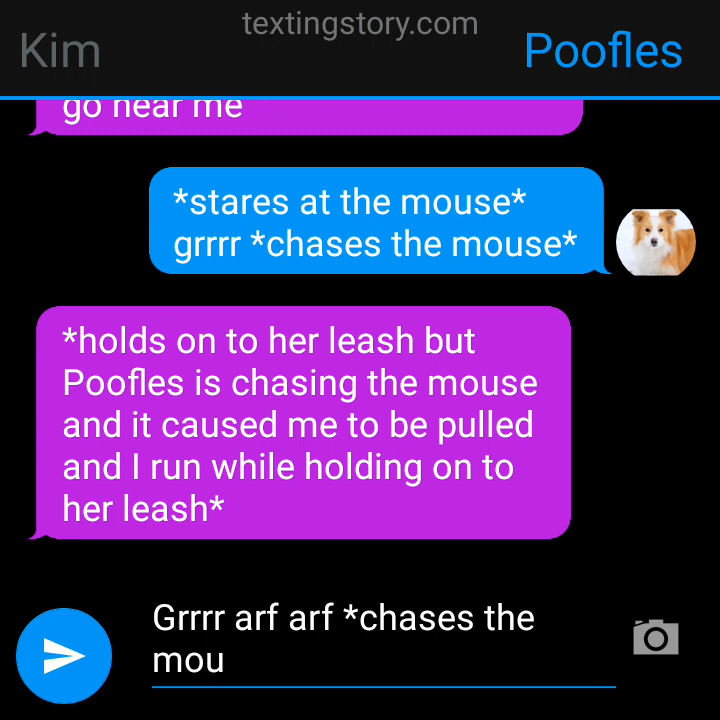 textingstory.com
Kim
Poofles
go near me
*stares at the mouse*
grrrr *chases the mouse*
*holds on to her leash but
Poofles is chasing the mouse
and it caused me to be pulled
and I run while holding on to
her leash*
Grrrr arf arf *chases the
mou